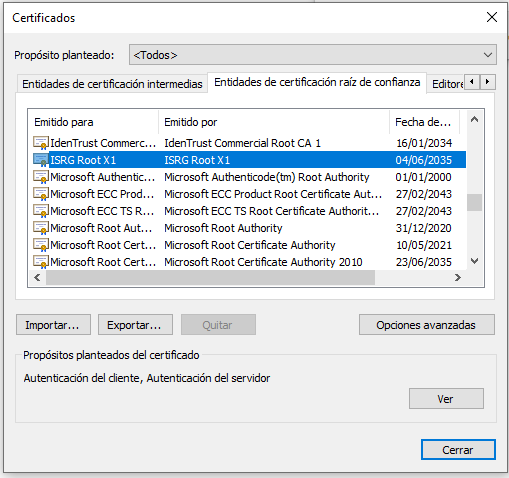 Certificados
Propósito planteado: <Todos>
Entidades de certificación intermedias Entidades de certificación raíz de confianza Editore
Emitido para Emitido por Fecha de...
IdenTrust Commerc... IdenTrust Commercial Root CA 1 16/01/2034
ISRG Root X1 ISRG Root X1 04/06/2035
Microsoft Authentic... Microsoft Authenticode(tm) Root Authority 01/01/2000
Microsoft ECC Prod... Microsoft ECC Product Root Certificate Aut... 27/02/2043
Microsoft ECC TS R... Microsoft ECC TS Root Certificate Authorit... 27/02/2043
Microsoft Root Aut... Microsoft Root Authority 31/12/2020
Microsoft Root Cert... Microsoft Root Certificate Authority 10/05/2021
Microsoft Root Cert... Microsoft Root Certificate Authority 2010 23/06/2035
Importar... Exportar... Quitar Opciones avanzadas
Propósitos planteados del certificado
Autenticación del cliente, Autenticación del servidor
Ver
Cerrar